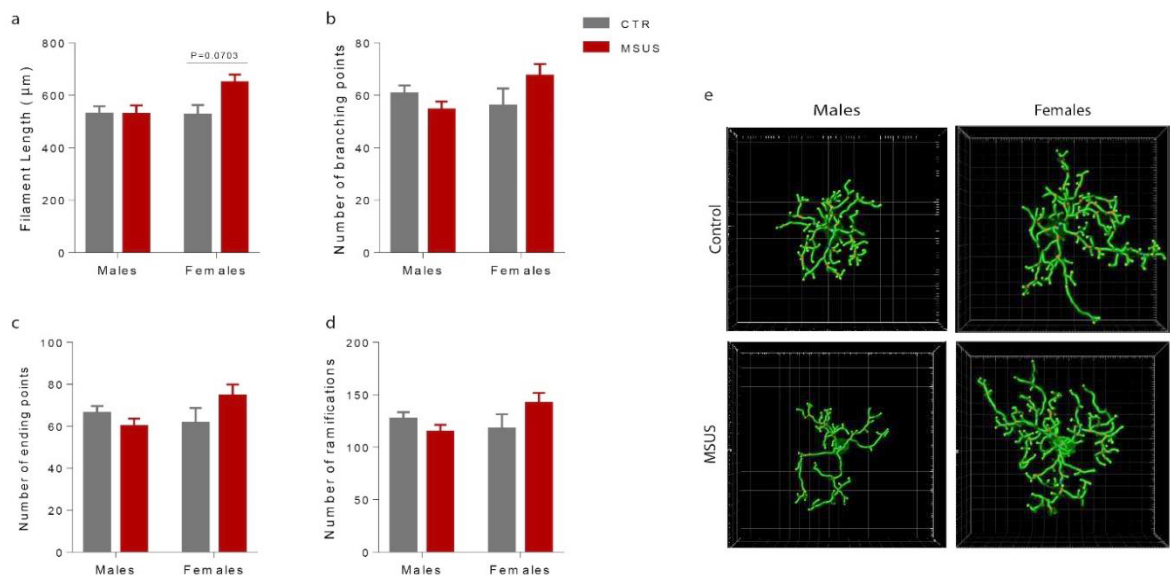 a
Filament Length ( μm)
800
600
400
200
0
P=0.0703
Males
Females
b
Number of branching points
80
60
40
20
0
Males
Females
CTR
MSUS
c
Number of ending points
100
80
60
40
20
0
Males
Females
d
Number of ramifications
200
150
100
50
0
Males
Females
e
Males
Females
Control
MSUS